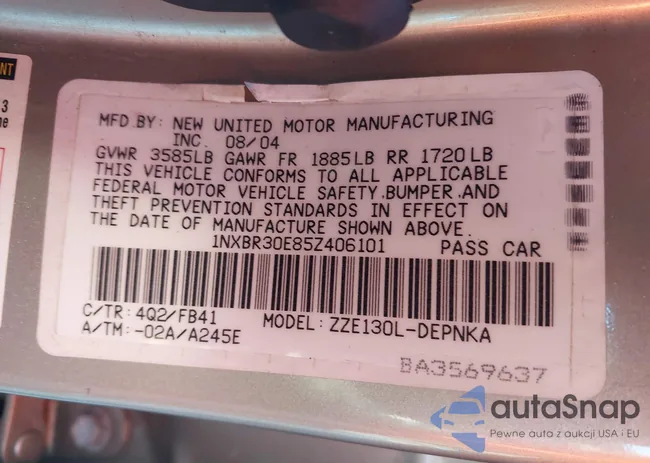 NT
3
ne
MFD.BY: NEW UNITED MOTOR MANUFACTURING
INC. 08/04
GVWR 3585LB GAWR FR 1885LB RR 1720LB
THIS VEHICLE CONFORMS TO ALL APPLICABLE
FEDERAL MOTOR VEHICLE SAFETY,BUMPER,AND
THEFT PREVENTION STANDARDS IN EFFECT ON
THE DATE OF MANUFACTURE SHOWN ABOVE.
1NXBR30E85Z406101 PASS CAR
C/TR: 4Q2/FB41 MODEL: ZZE130L-DEPNKA
A/TM: -02A/A245E
BA3569637
autaSnap
Pewne auta z aukcji USA i EU